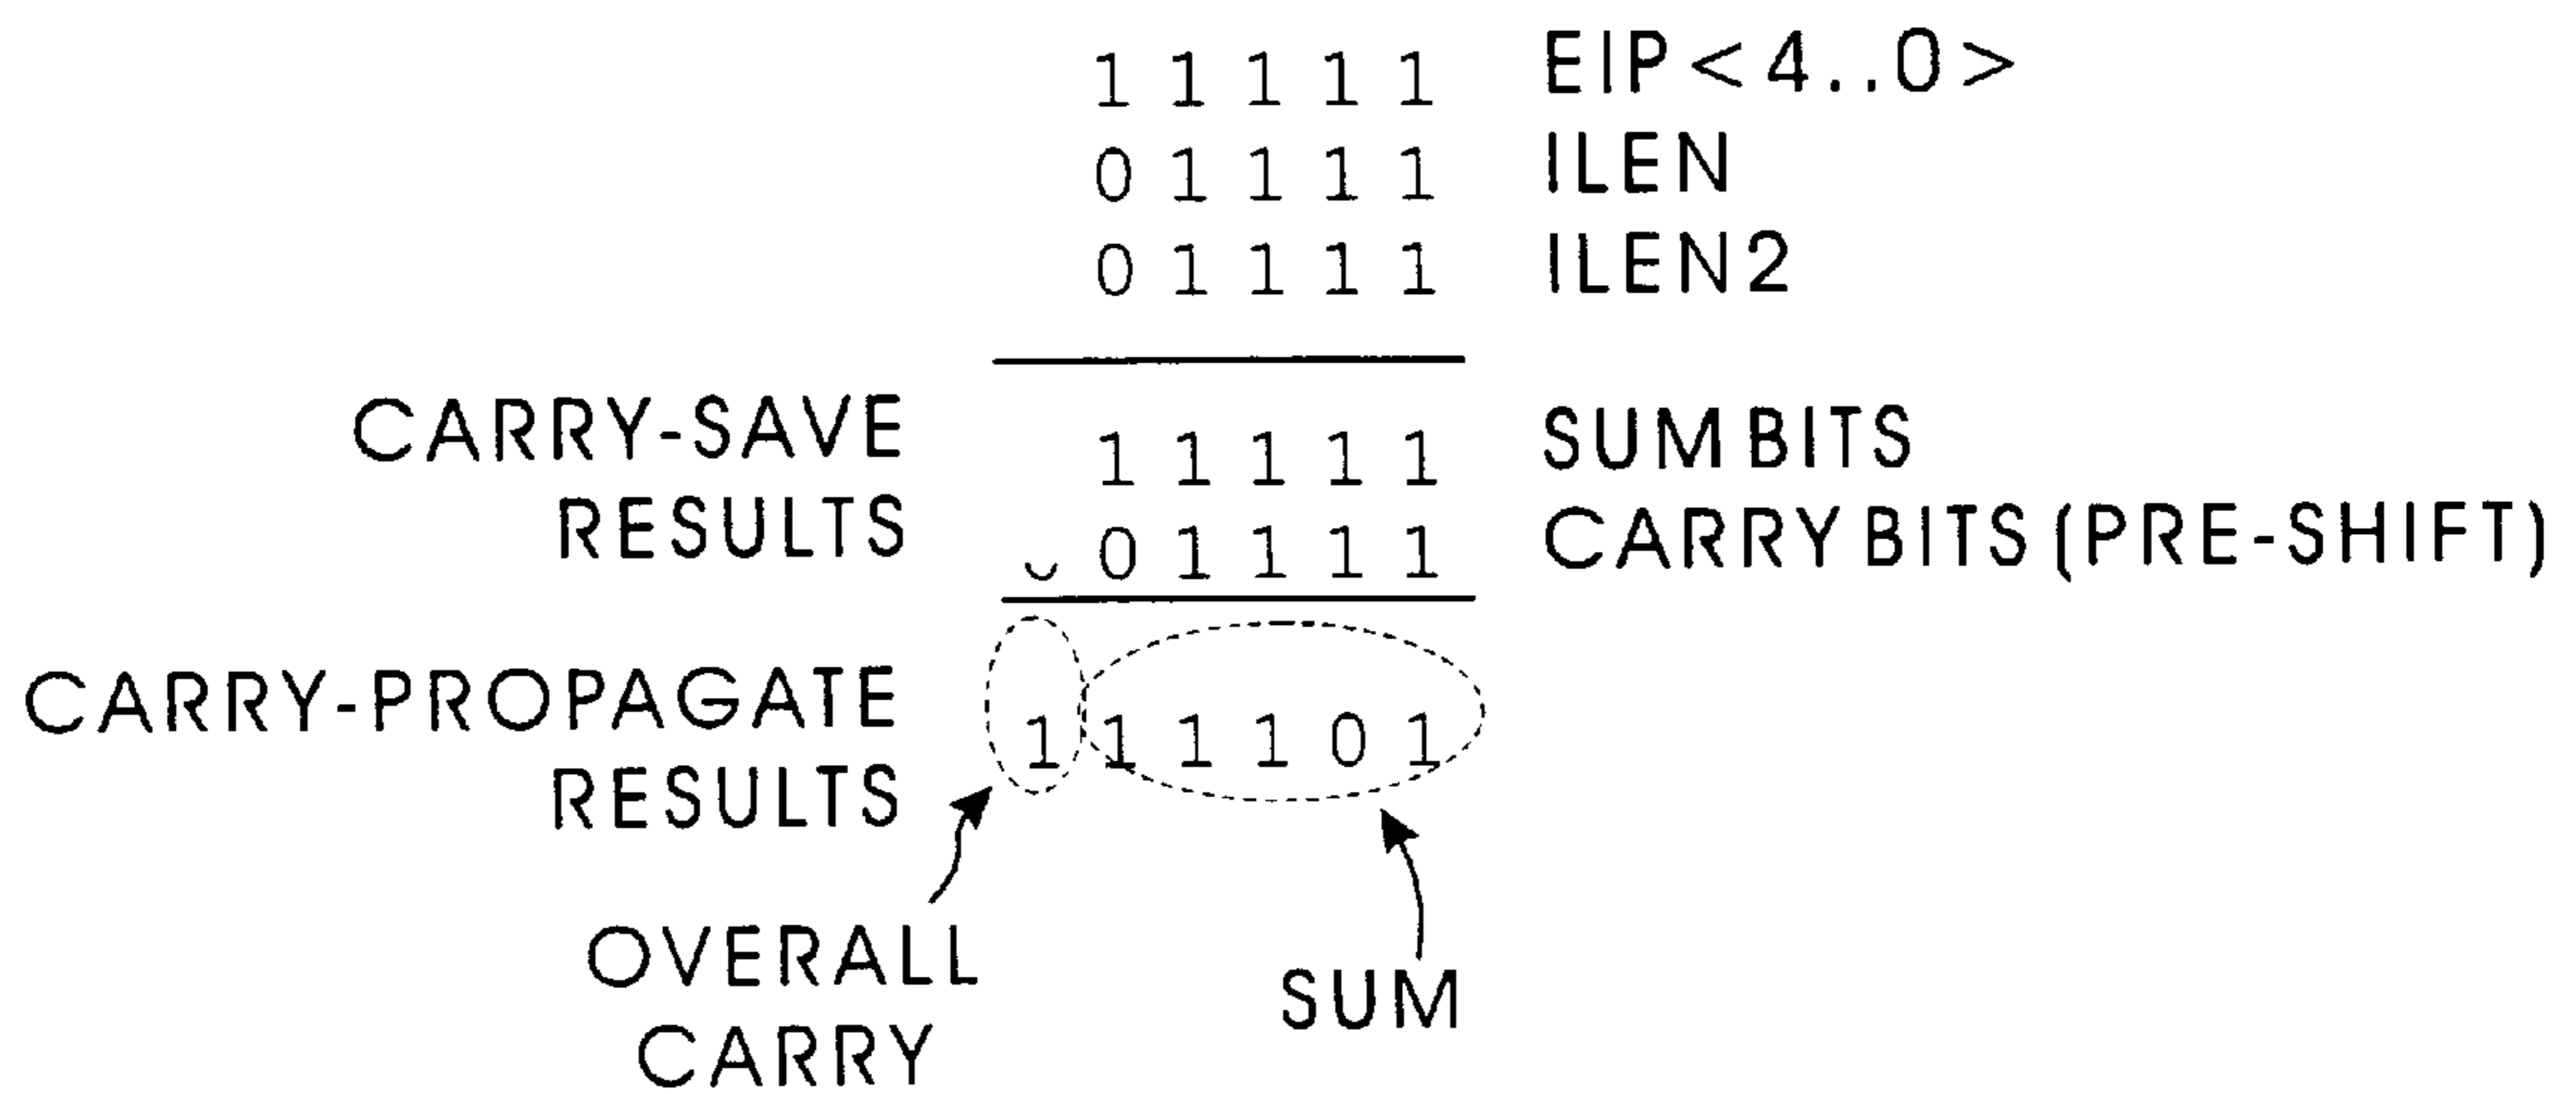 1 1 1 1 1 EIP<4..0>
0 1 1 1 1 ILEN
0 1 1 1 1 ILEN2
CARRY-SAVE 1 1 1 1 1 SUM BITS
RESULTS 0 1 1 1 1 CARRY BITS (PRE-SHIFT)
CARRY-PROPAGATE 1 1 1 1 0 1
RESULTS
OVERALL
CARRY
SUM